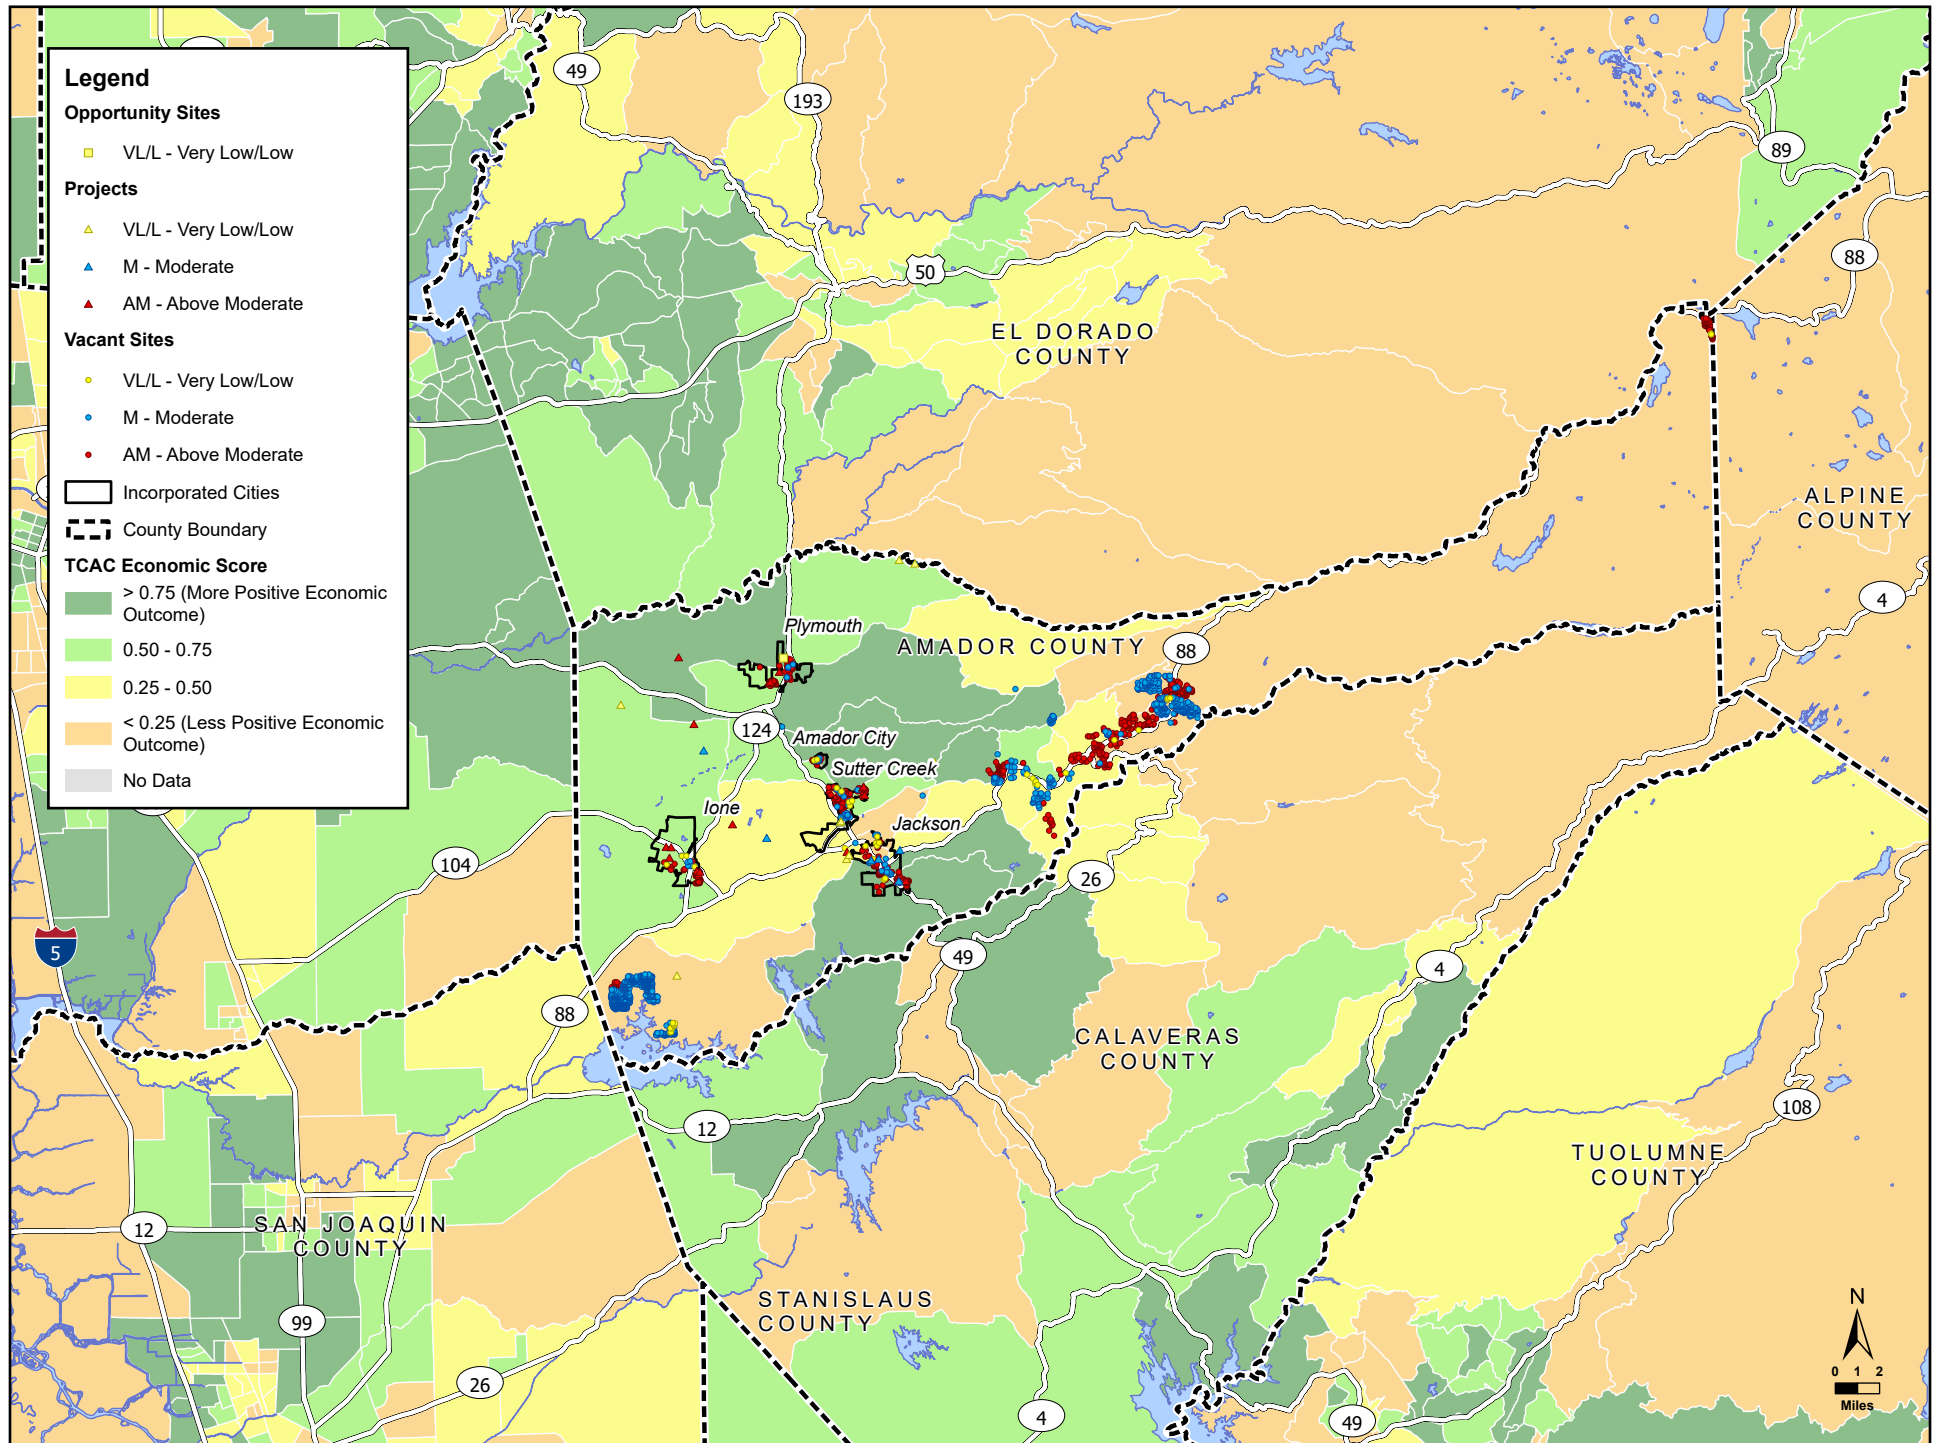 Legend
Opportunity Sites
VL/L - Very Low/Low
Projects
VL/L - Very Low/Low
M - Moderate
AM - Above Moderate
Vacant Sites
VL/L - Very Low/Low
M - Moderate
AM - Above Moderate
Incorporated Cities
County Boundary
TCAC Economic Score
> 0.75 (More Positive Economic
Outcome)
0.50 - 0.75
0.25 - 0.50
< 0.25 (Less Positive Economic
Outcome)
No Data
49
193
89
50
88
EL DORADO
COUNTY
ALPINE
COUNTY
4
Plymouth
AMADOR COUNTY
88
124
Amador City
Sutter Creek
Ione
Jackson
104
26
5
49
4
88
CALAVERAS
COUNTY
12
108
TUOLUMNE
COUNTY
12
SAN JOAQUIN
COUNTY
STANISLAUS
COUNTY
99
26
4
49
N
0 1 2
Miles